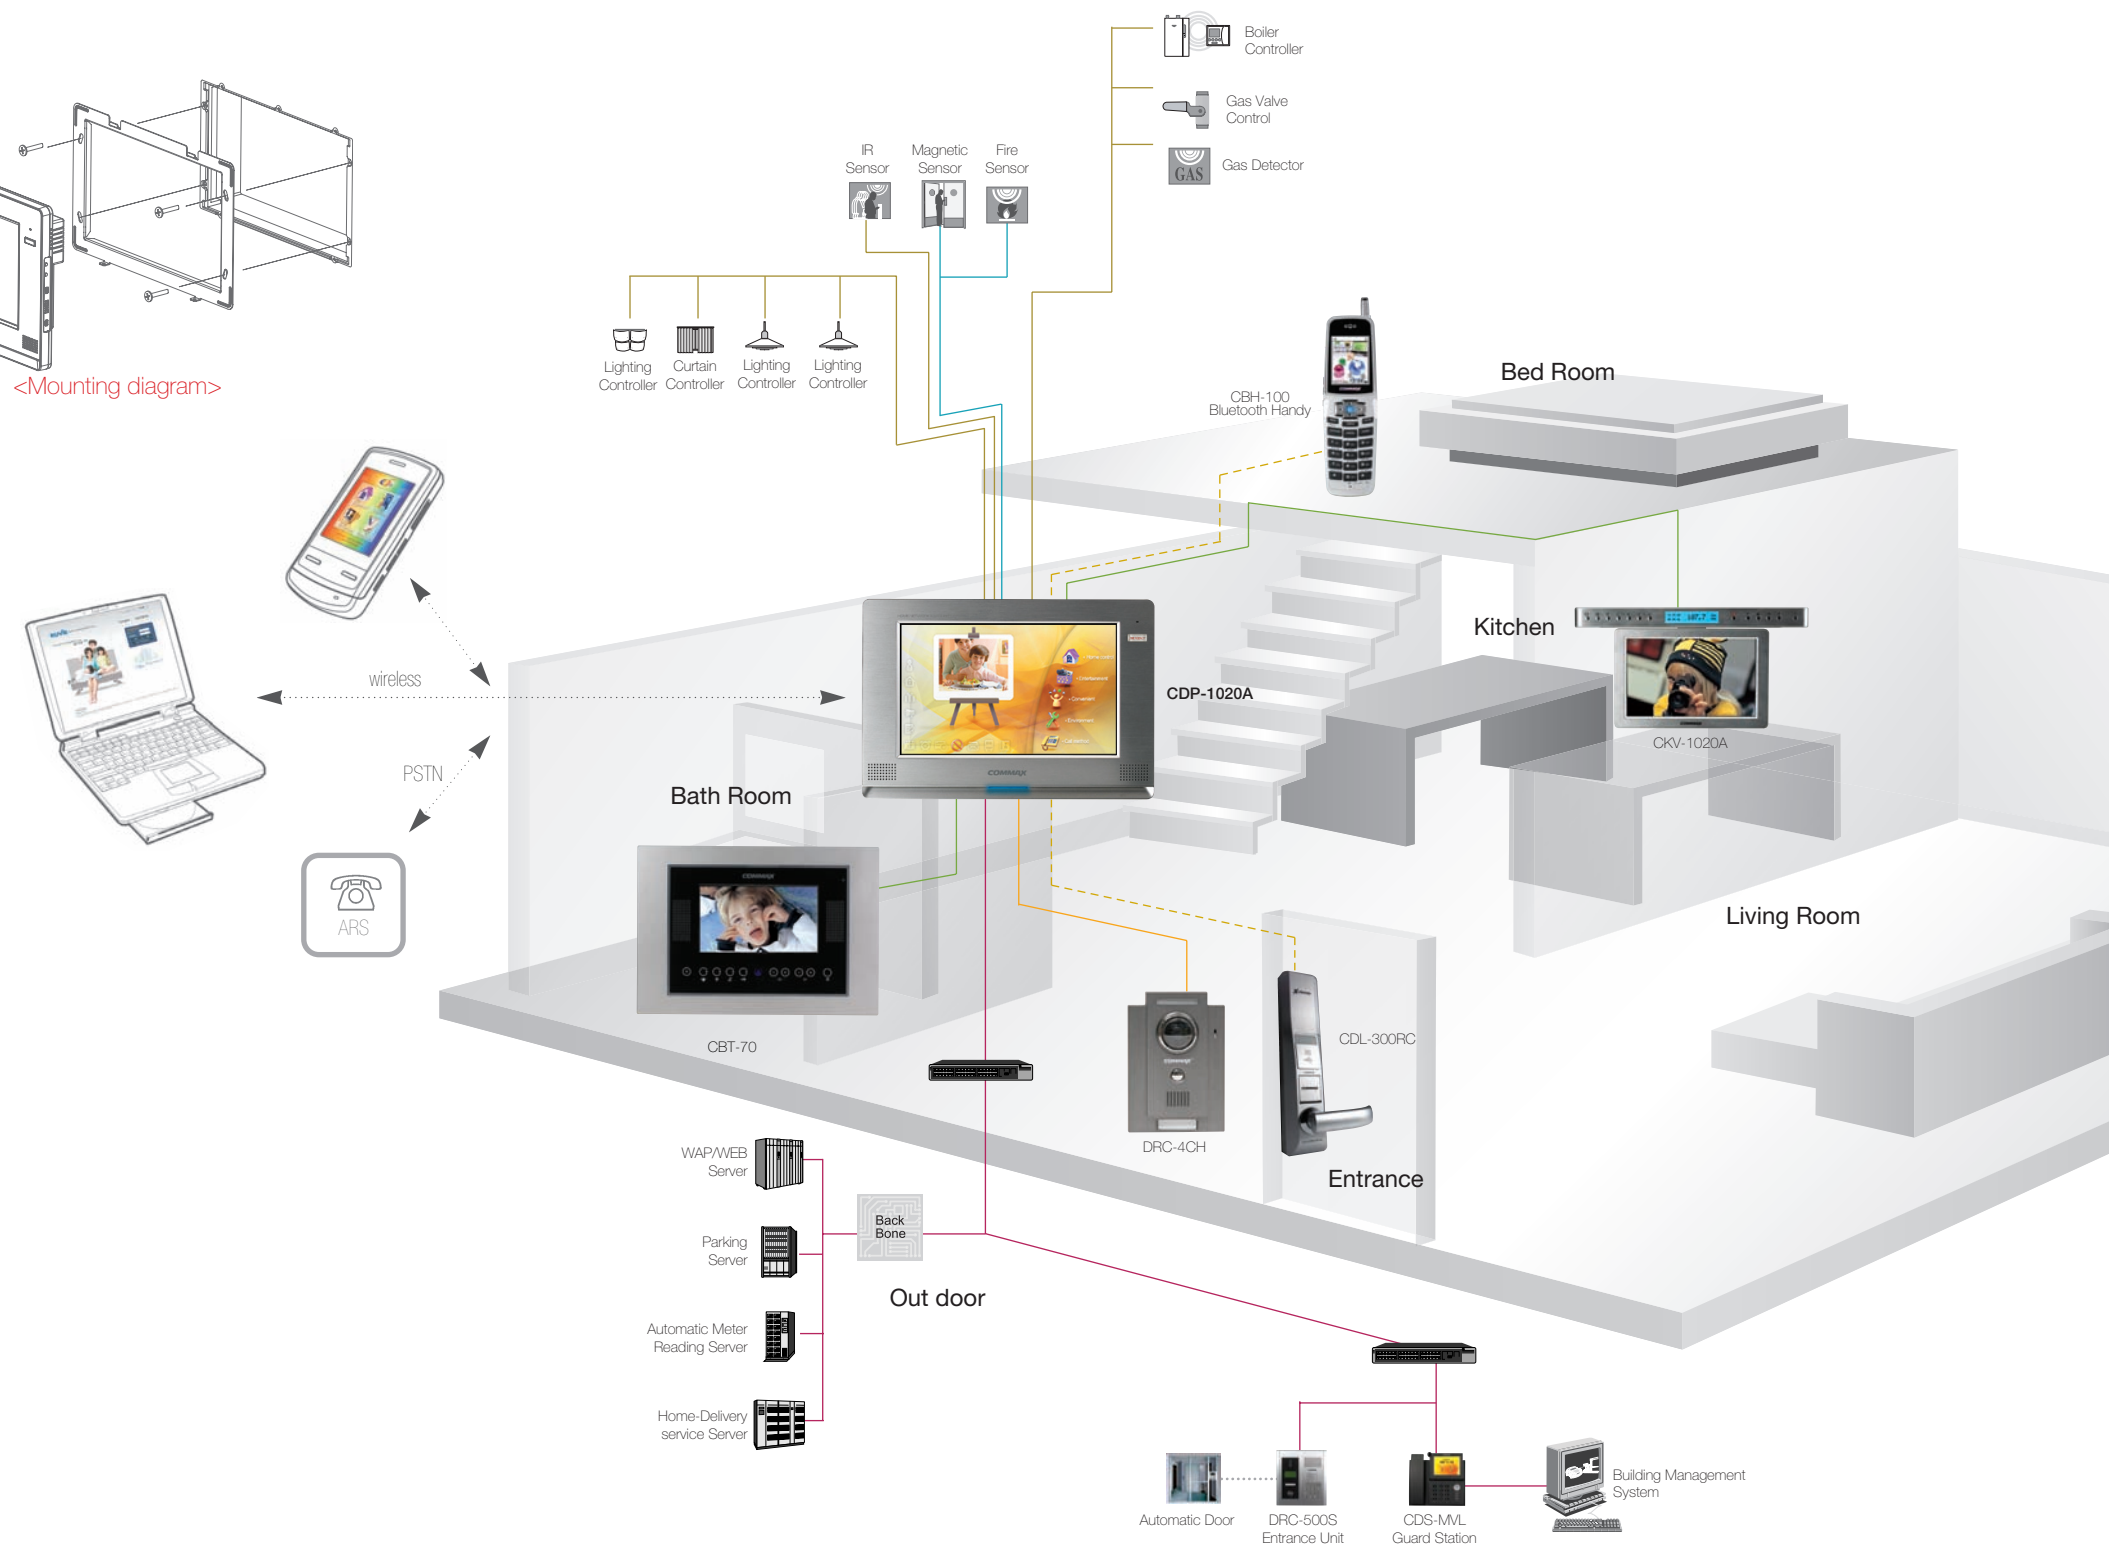 Boiler
Controller
Gas Valve
Control
GAS
Gas Detector
IR
Sensor
Magnetic
Sensor
Fire
Sensor
Lighting
Controller
Curtain
Controller
Lighting
Controller
Lighting
Controller
<Mounting diagram>
CBH-100
Bluetooth Handy
Bed Room
wireless
PSTN
ARS
CDP-1020A
COMMAX
Kitchen
CKV-1020A
Bath Room
COMMAX
CBT-70
Living Room
COMMAX
DRC-4CH
CDL-300RC
Entrance
WAP/WEB
Server
Parking
Server
Automatic Meter
Reading Server
Home-Delivery
service Server
Back
Bone
Out door
Automatic Door
DRC-500S
Entrance Unit
CDS-MVL
Guard Station
Building Management
System